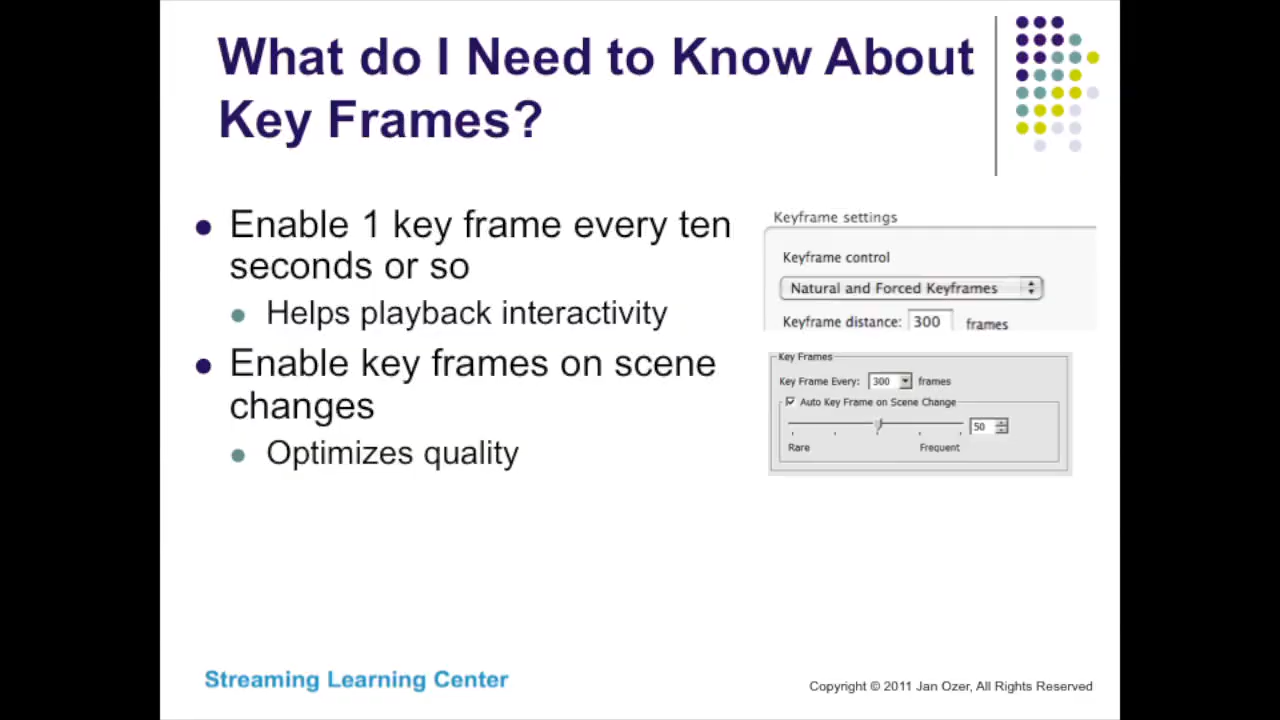 What do I Need to Know About
Key Frames?
Enable 1 key frame every ten
seconds or so
Helps playback interactivity
Enable key frames on scene
changes
Optimizes quality
Keyframe settings
Keyframe control
Natural and Forced Keyframes
Keyframe distance: 300 frames
Key Frames
Key Frame Every: 300 frames
Auto Key Frame on Scene Change
50
Rare Frequent
Streaming Learning Center
Copyright © 2011 Jan Ozer, All Rights Reserved